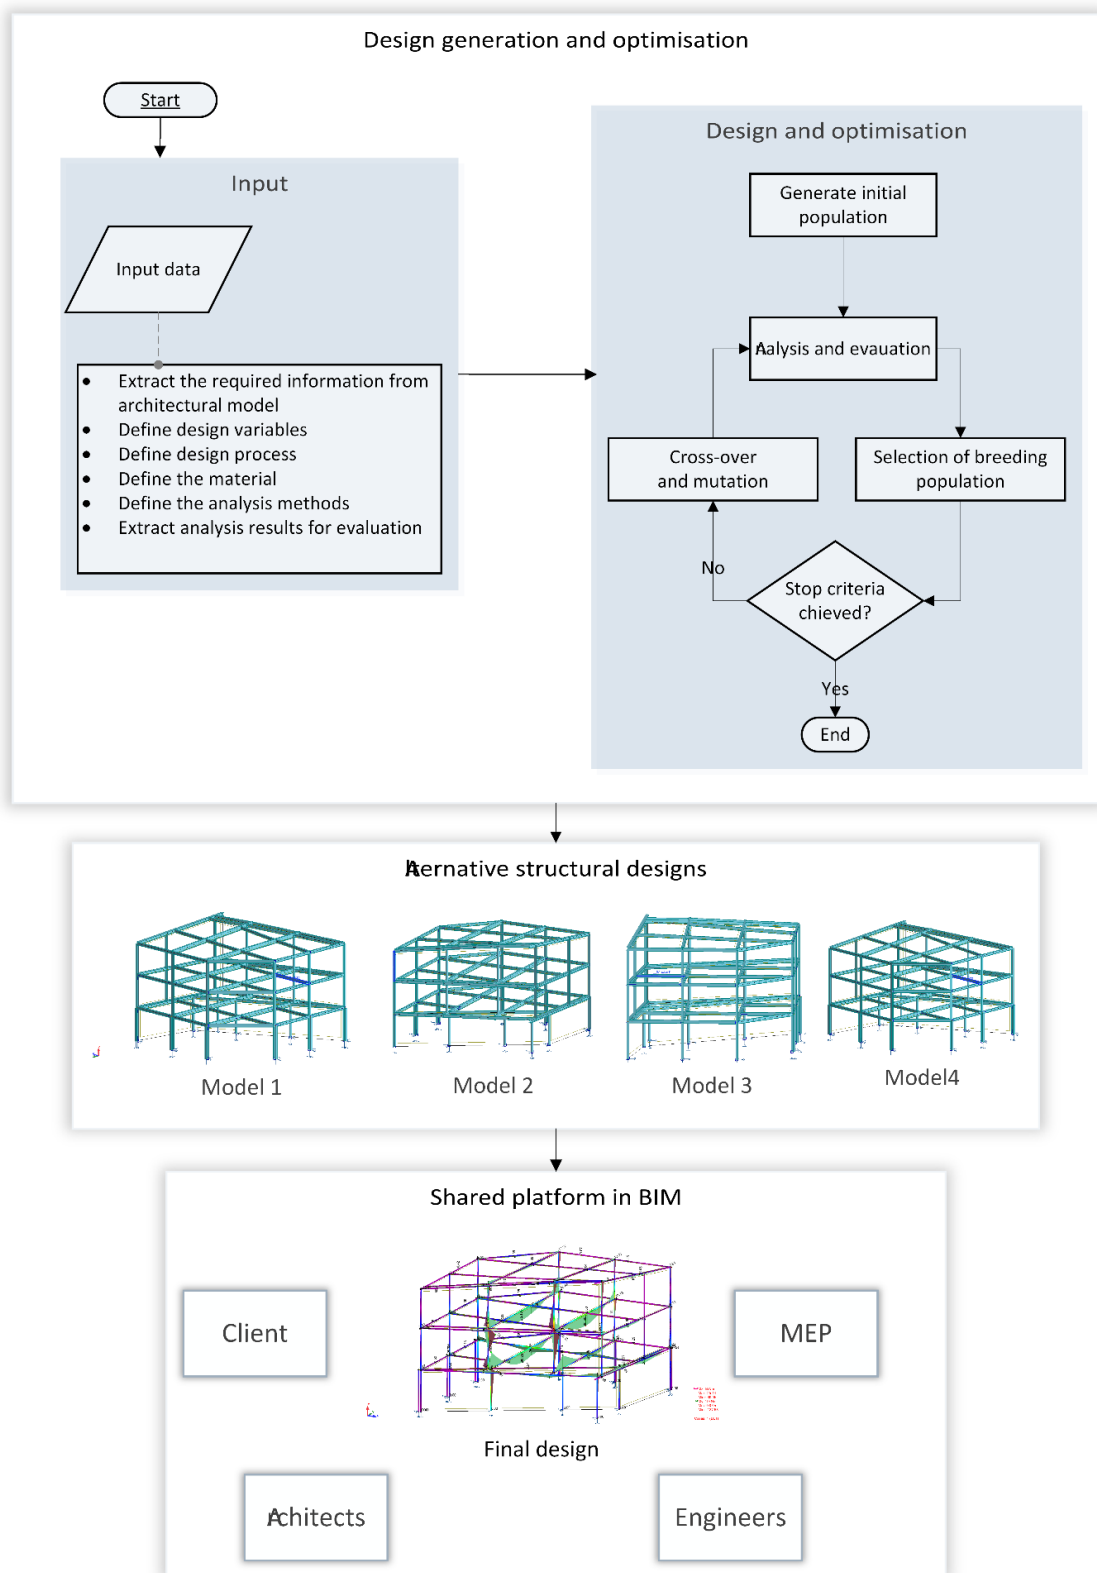 Design generation and optimisation
Start
Input
Input data
• Extract the required information from
architectural model
• Define design variables
• Define design process
• Define the material
• Define the analysis methods
• Extract analysis results for evaluation
Design and optimisation
Generate initial
population
Analysis and evauation
Cross-over
and mutation
Selection of breeding
population
No
Stop criteria
chieved?
Yes
End
Alternative structural designs
Model 1
Model 2
Model 3
Model4
Shared platform in BIM
Client
MEP
Final design
Architects
Engineers